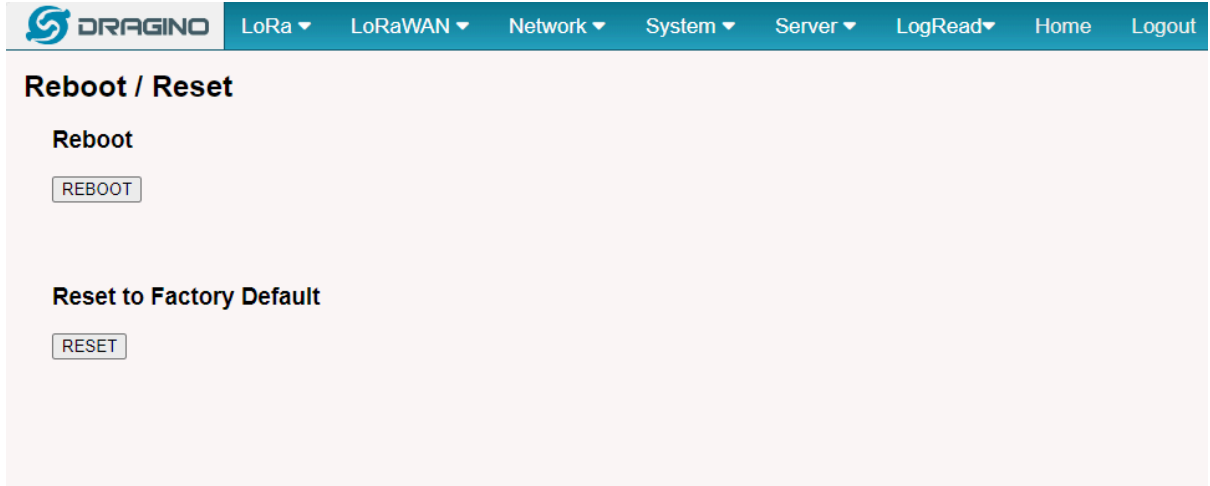 DRAGINO LoRa LoRaWAN Network System Server LogRead Home Logout
Reboot / Reset
Reboot
REBOOT
Reset to Factory Default
RESET